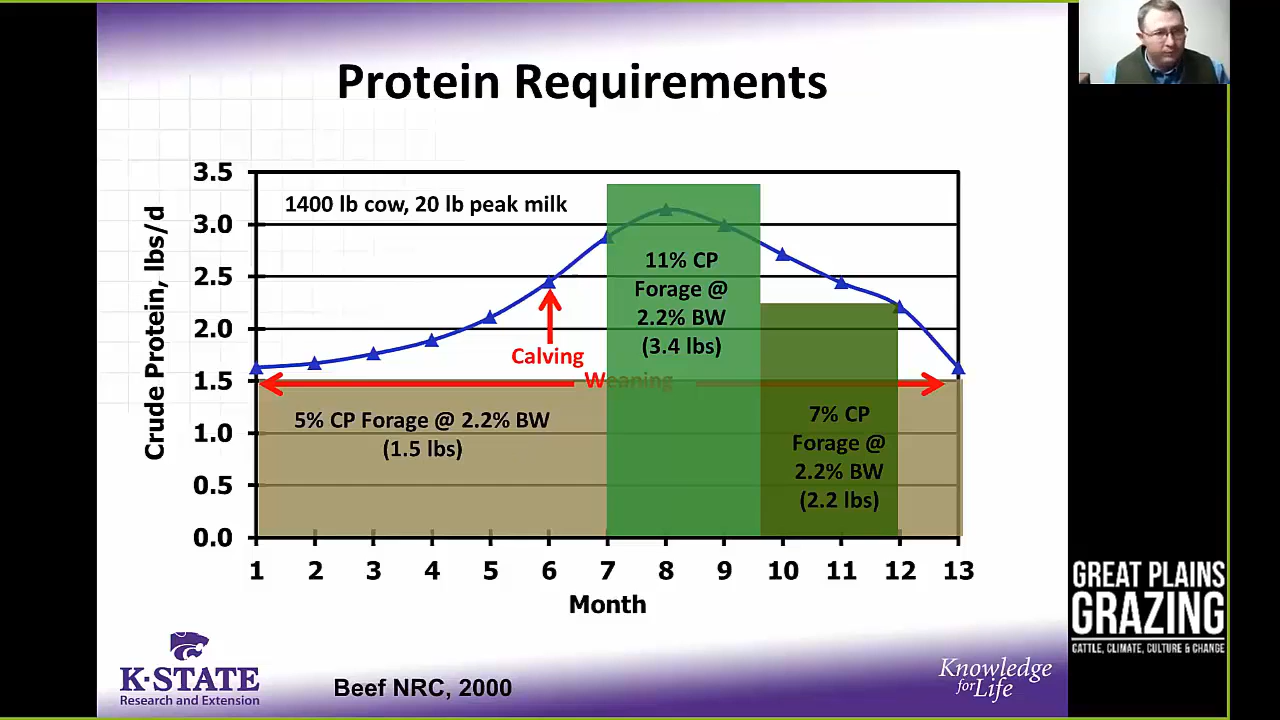 Protein Requirements
1400 lb cow, 20 lb peak milk
Crude Protein, lbs/d
3.5
3.0
2.5
2.0
1.5
1.0
0.5
0.0
11% CP
Forage @
2.2% BW
(3.4 lbs)
Calving
Weaning
5% CP Forage @ 2.2% BW
(1.5 lbs)
7% CP
Forage @
2.2% BW
(2.2 lbs)
1 2 3 4 5 6 7 8 9 10 11 12 13
Month
K-STATE
Research and Extension
Beef NRC, 2000
Knowledge
for Life
GREAT PLAINS
GRAZING
CATTLE, CLIMATE, CULTURE & CHANGE